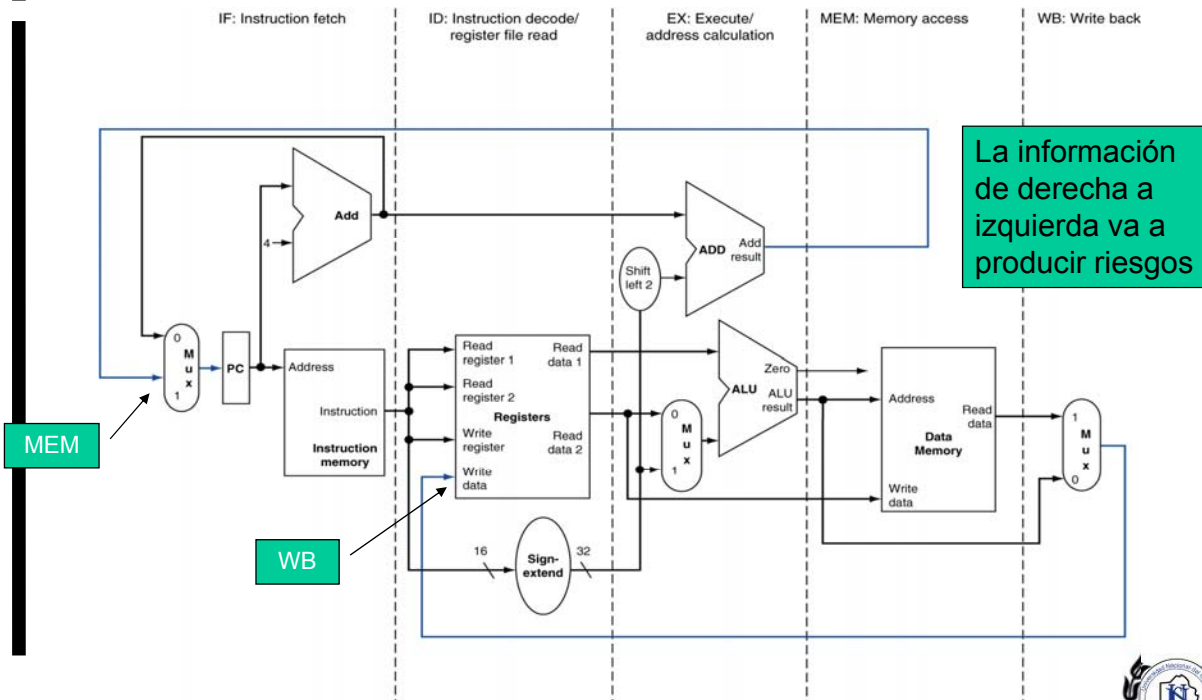 IF: Instruction fetch
ID: Instruction decode/
register file read
EX: Execute/
address calculation
MEM: Memory access
WB: Write back
La información
de derecha a
izquierda va a
producir riesgos
Add
4
ADD
Add
result
Shift
left 2
0
M
u
x
1
PC
Address
Instruction
Instruction
memory
Read
register 1
Read
register 2
Write
register
Write
data
Registers
Read
data 1
Read
data 2
0
M
u
x
1
Zero
ALU
ALU
result
Address
Read
data
Data
Memory
Write
data
1
M
u
x
0
MEM
WB
16
Sign-
extend
32